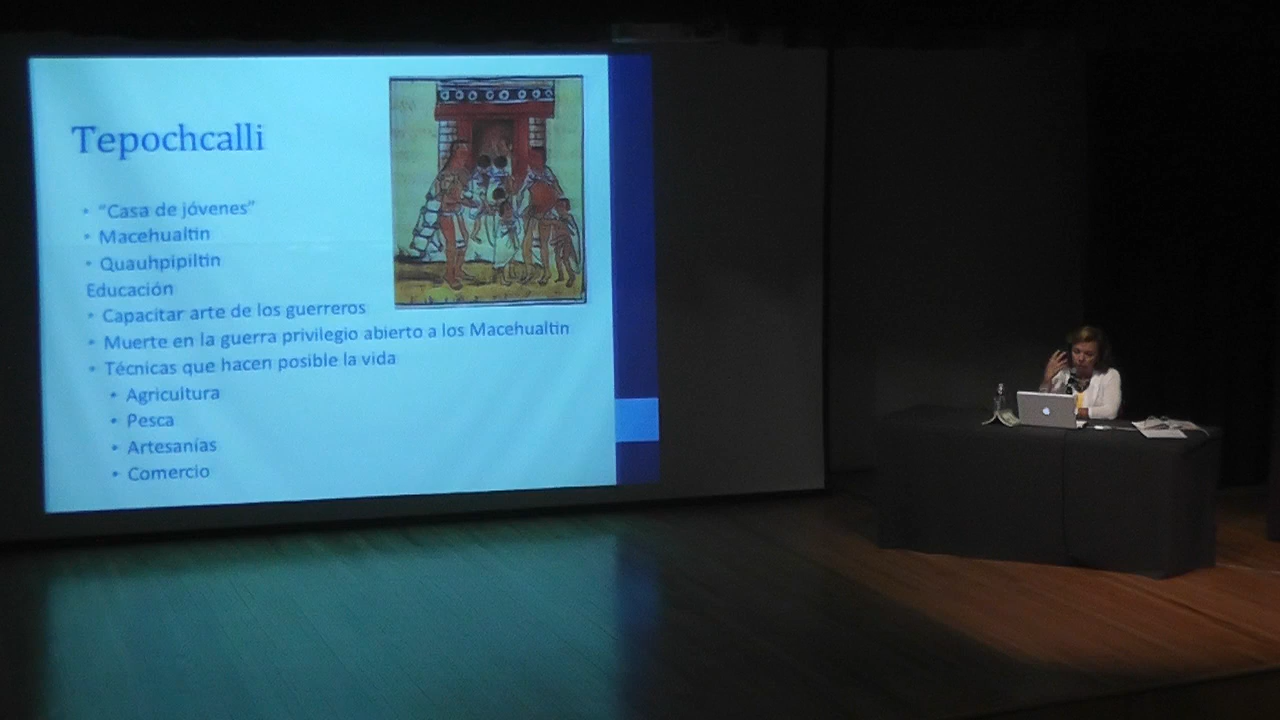 Tepochcalli
• "Casa de jóvenes"
• Macehualtin
• Quauhpipiltin
Educación
• Capacitar arte de los guerreros
• Muerte en la guerra privilegio abierto a los Macehualtin
• Técnicas que hacen posible la vida
• Agricultura
• Pesca
• Artesanías
• Comercio